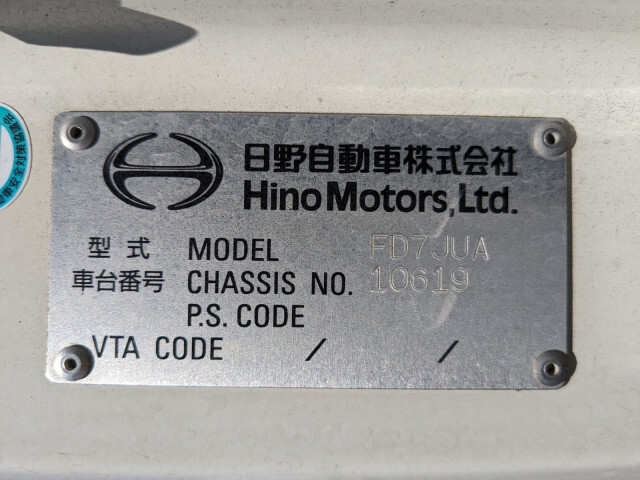 日野自動車株式会社
Hino Motors, Ltd.
型式 MODEL FD7JUA
車台番号 CHASSIS NO. 10619
P.S. CODE
VTA CODE / /